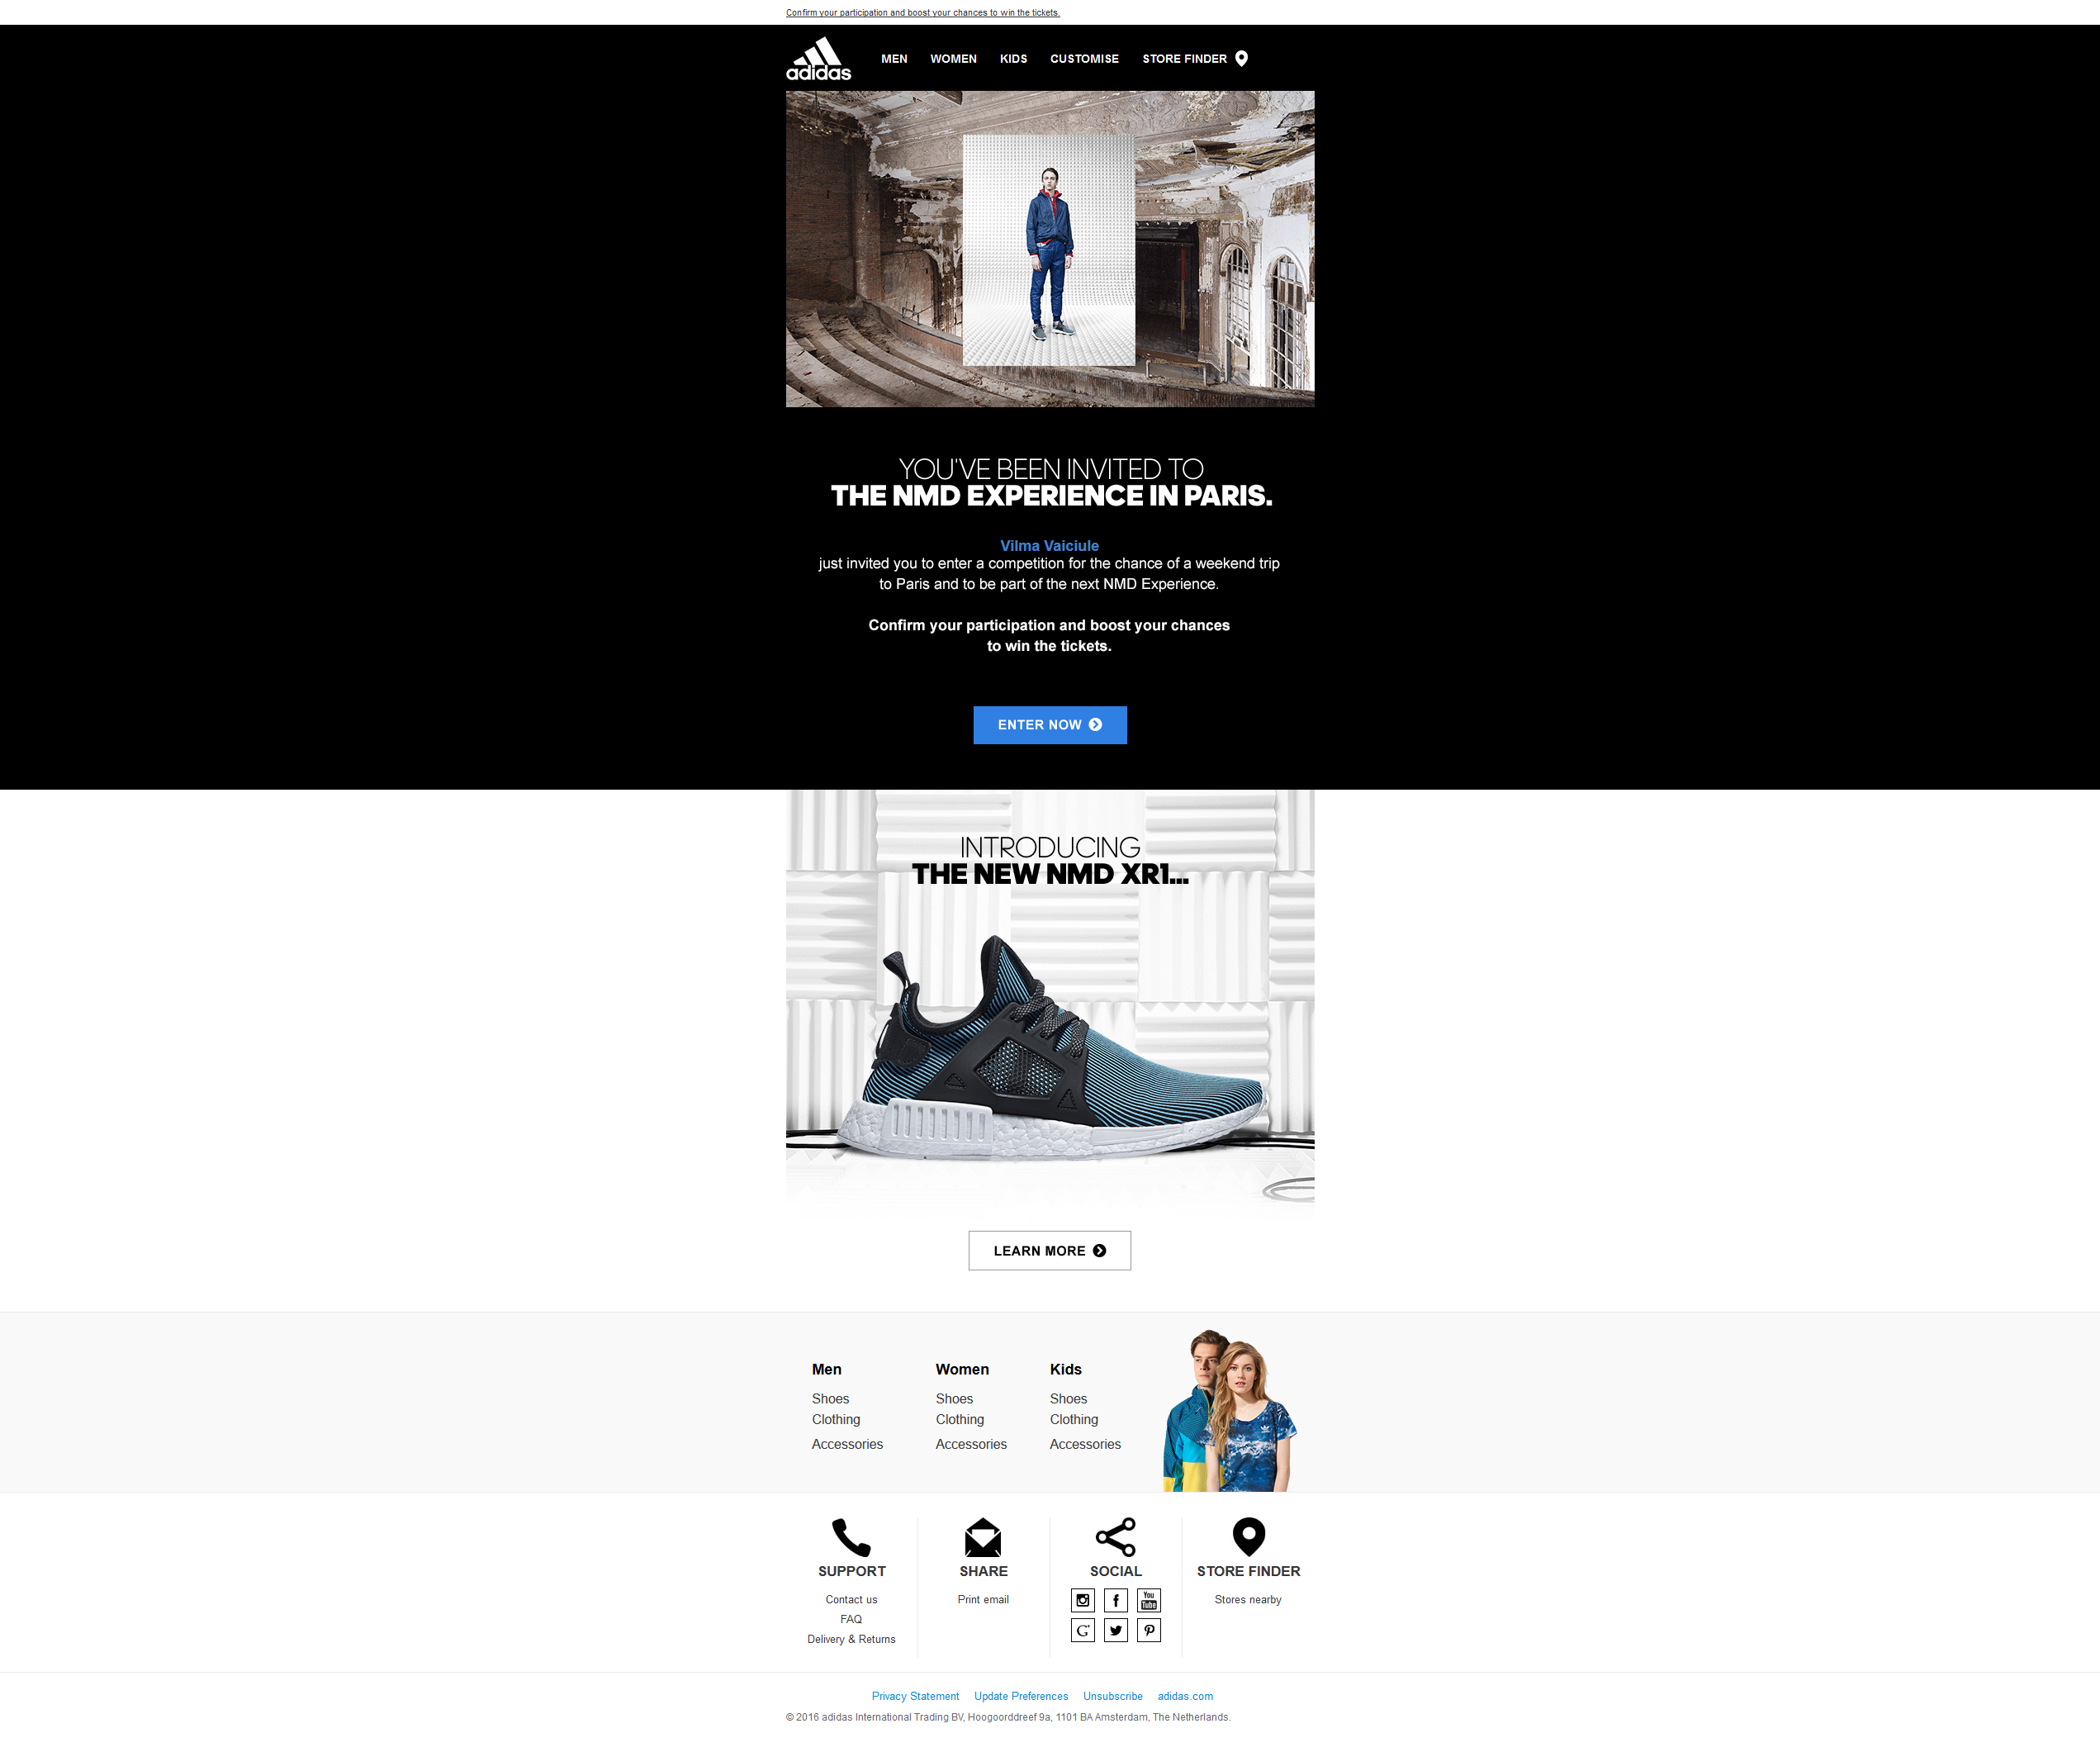 Confirm your participation and boost your chances to win the tickets.
adidas
MEN WOMEN KIDS CUSTOMISE STORE FINDER
YOU'VE BEEN INVITED TO
THE NMD EXPERIENCE IN PARIS.
Vilma Vaiciule
just invited you to enter a competition for the chance of a weekend trip
to Paris and to be part of the next NMD Experience.
Confirm your participation and boost your chances
to win the tickets.
ENTER NOW
INTRODUCING
THE NEW NMD XR1...
LEARN MORE
Men
Shoes
Clothing
Accessories
Women
Shoes
Clothing
Accessories
Kids
Shoes
Clothing
Accessories
SUPPORT
Contact us
FAQ
Delivery & Returns
SHARE
Print email
SOCIAL
You
Tube
STORE FINDER
Stores nearby
Privacy Statement Update Preferences Unsubscribe adidas.com
© 2016 adidas International Trading BV, Hoogoorddreef 9a, 1101 BA Amsterdam, The Netherlands.